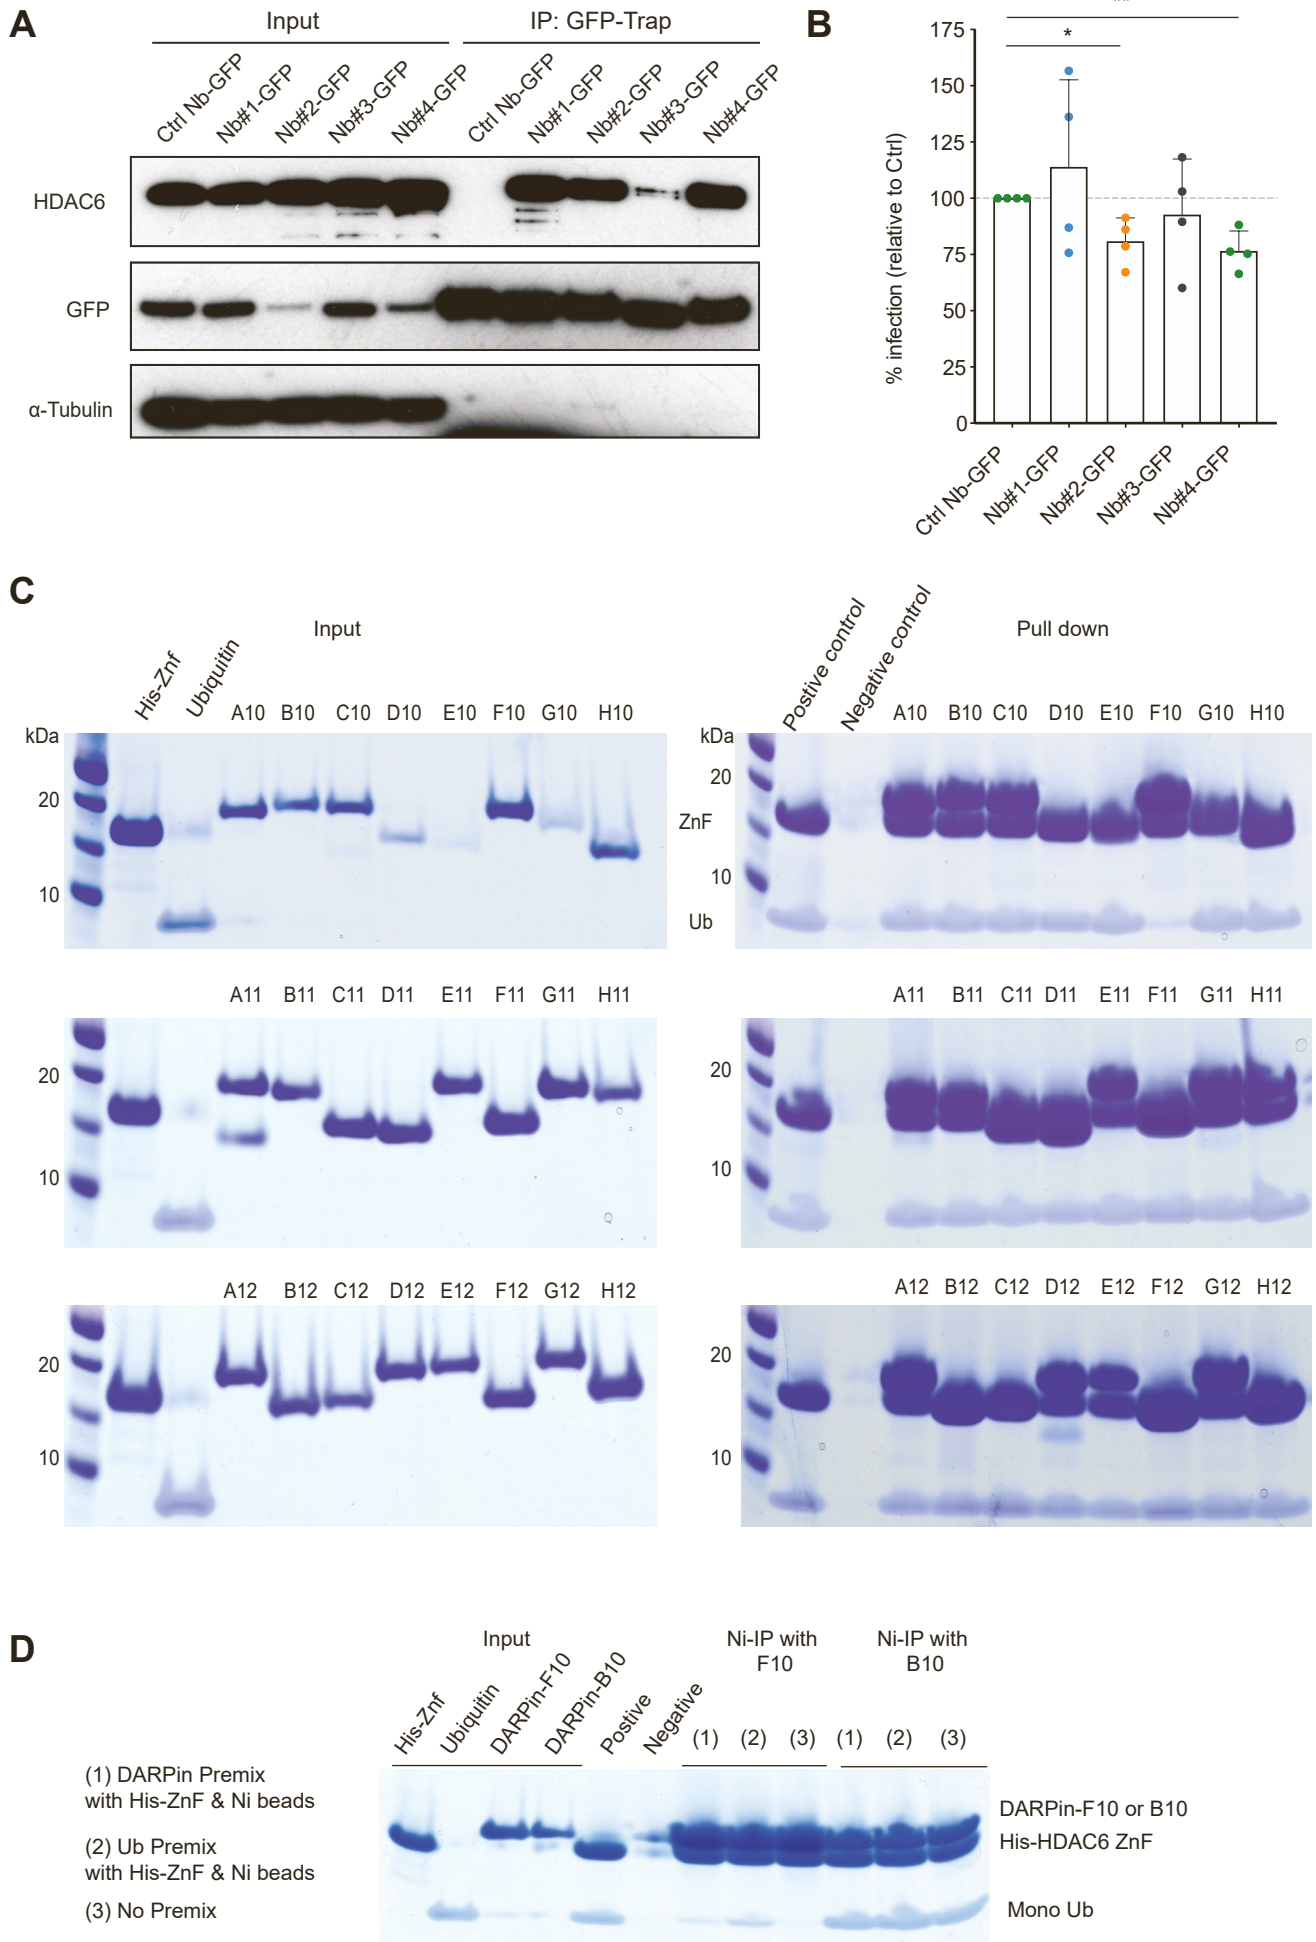 A
Input
IP: GFP-Trap
Ctrl Nb-GFP
Nb#1-GFP
Nb#2-GFP
Nb#3-GFP
Nb#4-GFP
Ctrl Nb-GFP
Nb#1-GFP
Nb#2-GFP
Nb#3-GFP
Nb#4-GFP
HDAC6
GFP
α-Tubulin
B
% infection (relative to Ctrl)
175
150
125
100
75
50
25
0
*
Ctrl Nb-GFP
Nb#1-GFP
Nb#2-GFP
Nb#3-GFP
Nb#4-GFP
C
Input
His-Znf
Ubiquitin
A10 B10 C10 D10 E10 F10 G10 H10
kDa
20
10
Pull down
Postive control
Negative control
A10 B10 C10 D10 E10 F10 G10 H10
kDa
20
ZnF
10
Ub
A11 B11 C11 D11 E11 F11 G11 H11
20
10
A11 B11 C11 D11 E11 F11 G11 H11
20
10
A12 B12 C12 D12 E12 F12 G12 H12
20
10
A12 B12 C12 D12 E12 F12 G12 H12
20
10
D
Input
Ni-IP with
F10
Ni-IP with
B10
His-Znf
Ubiquitin
DARPin-F10
DARPin-B10
Postive
Negative
(1) (2) (3) (1) (2) (3)
(1) DARPin Premix
with His-ZnF & Ni beads
(2) Ub Premix
with His-ZnF & Ni beads
(3) No Premix
DARPin-F10 or B10
His-HDAC6 ZnF
Mono Ub